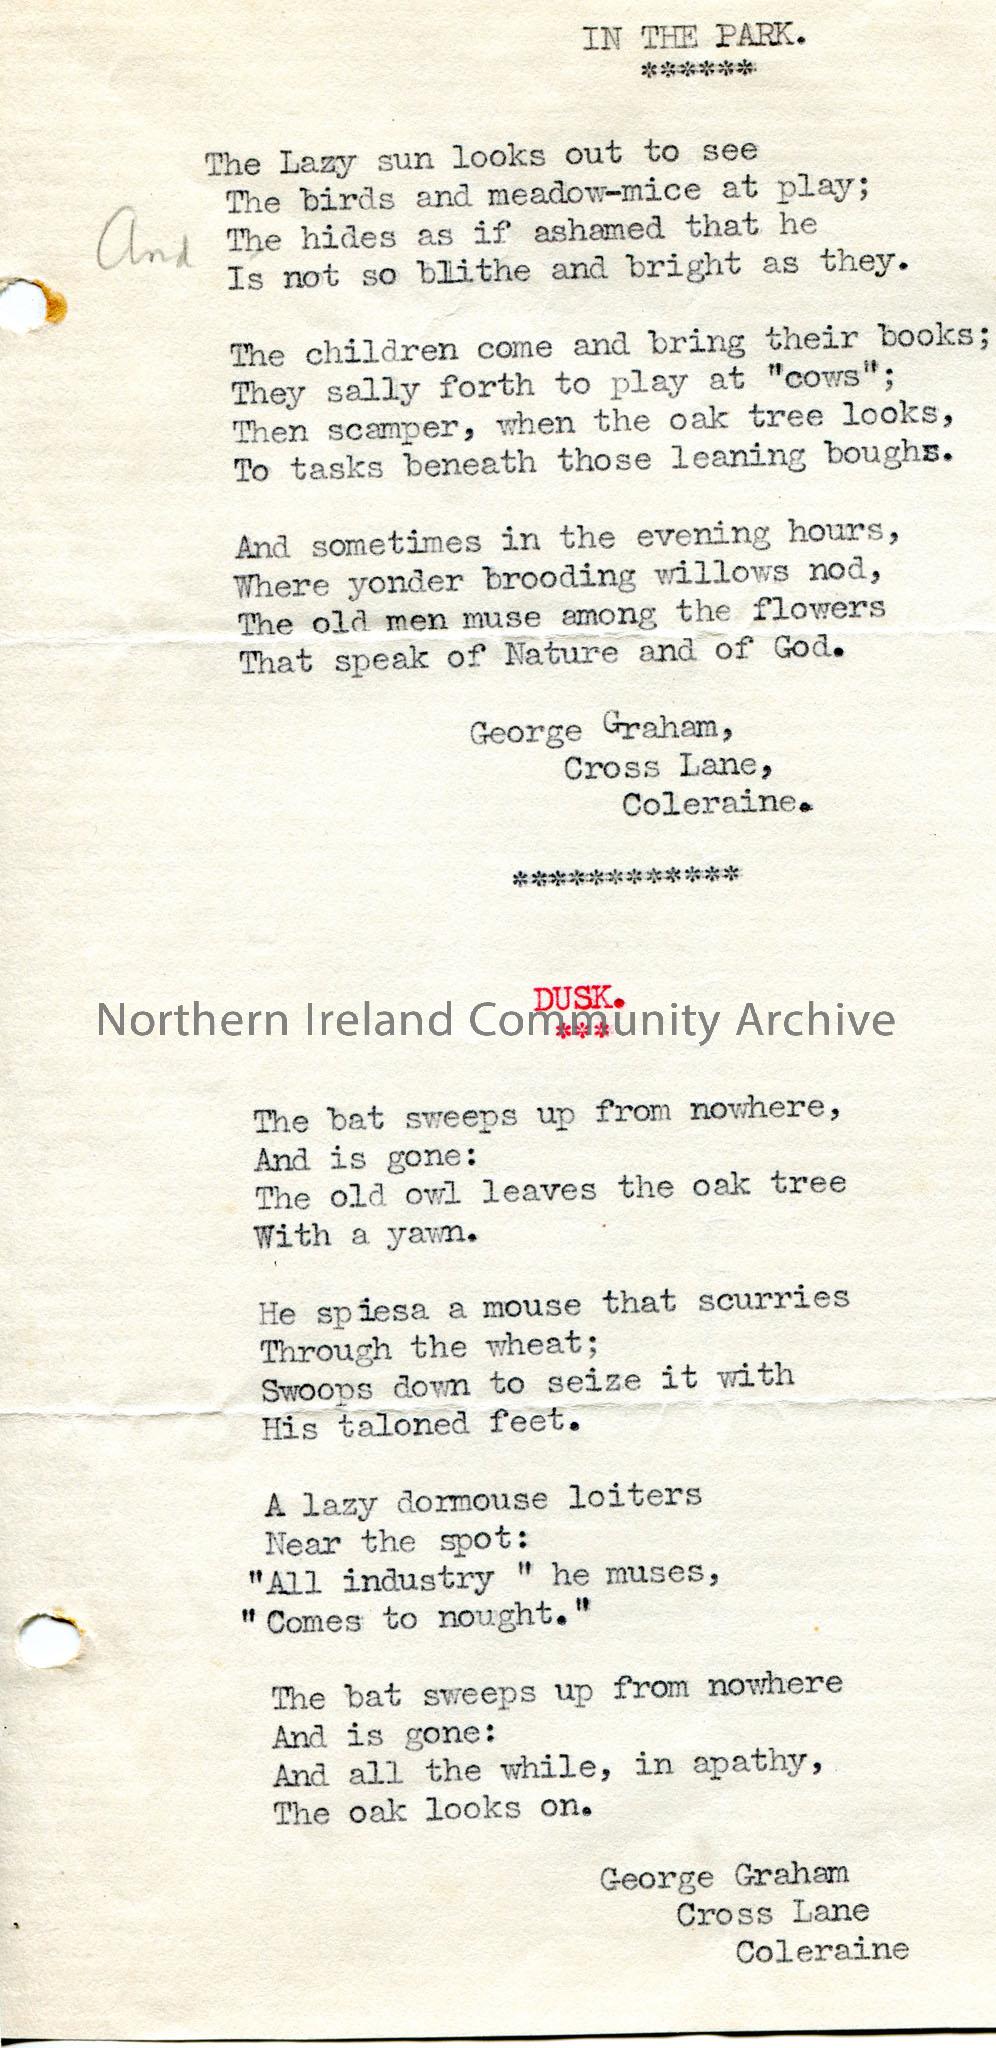 IN THE PARK.
******
The Lazy sun looks out to see
The birds and meadow-mice at play;
And The hides as if ashamed that he
Is not so blithe and bright as they.
The children come and bring their books;
They sally forth to play at "cows";
Then scamper, when the oak tree looks,
To tasks beneath those leaning boughs.
And sometimes in the evening hours,
Where yonder brooding willows nod,
The old men muse among the flowers
That speak of Nature and of God.
George Graham,
Cross Lane,
Coleraine.
************
DUSK.
Northern Ireland Community Archive
***
The bat sweeps up from nowhere,
And is gone:
The old owl leaves the oak tree
With a yawn.
He spiesa a mouse that scurries
Through the wheat;
Swoops down to seize it with
His taloned feet.
A lazy dormouse loiters
Near the spot:
"All industry " he muses,
" Comes to nought."
The bat sweeps up from nowhere
And is gone:
And all the while, in apathy,
The oak looks on.
George Graham
Cross Lane
Coleraine